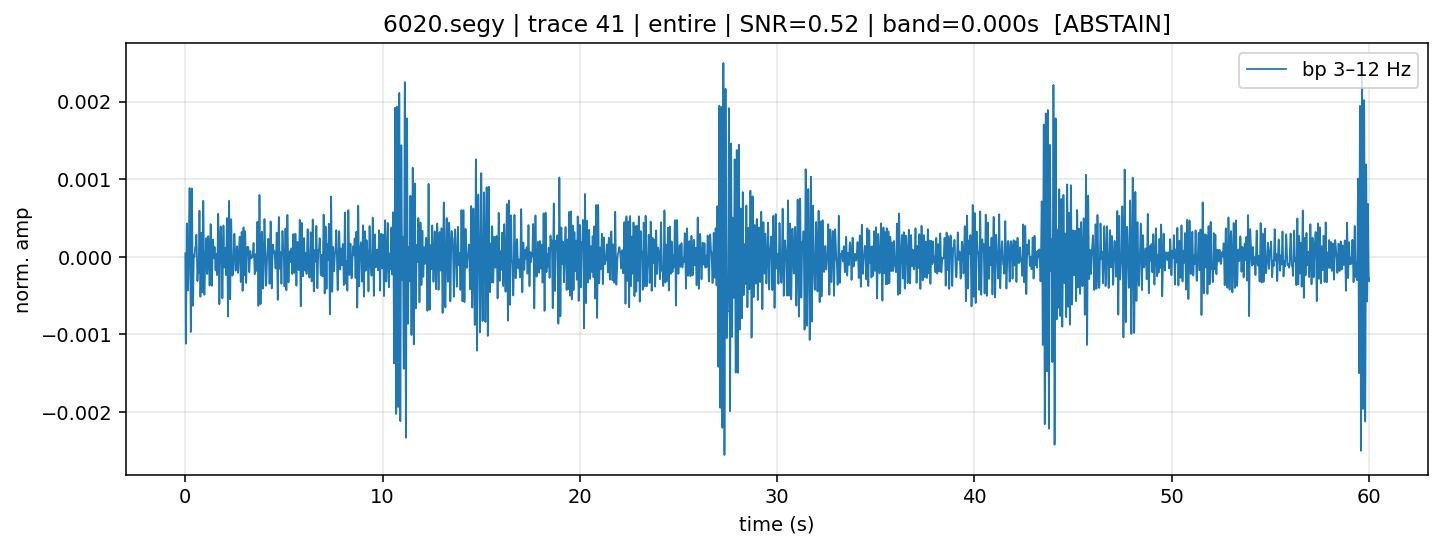 6020.segy | trace 41 | entire | SNR=0.52 | band=0.000s  [ABSTAIN]
bp 3–12 Hz
norm. amp
0.002
0.001
0.000
−0.001
−0.002
0 10 20 30 40 50 60
time (s)